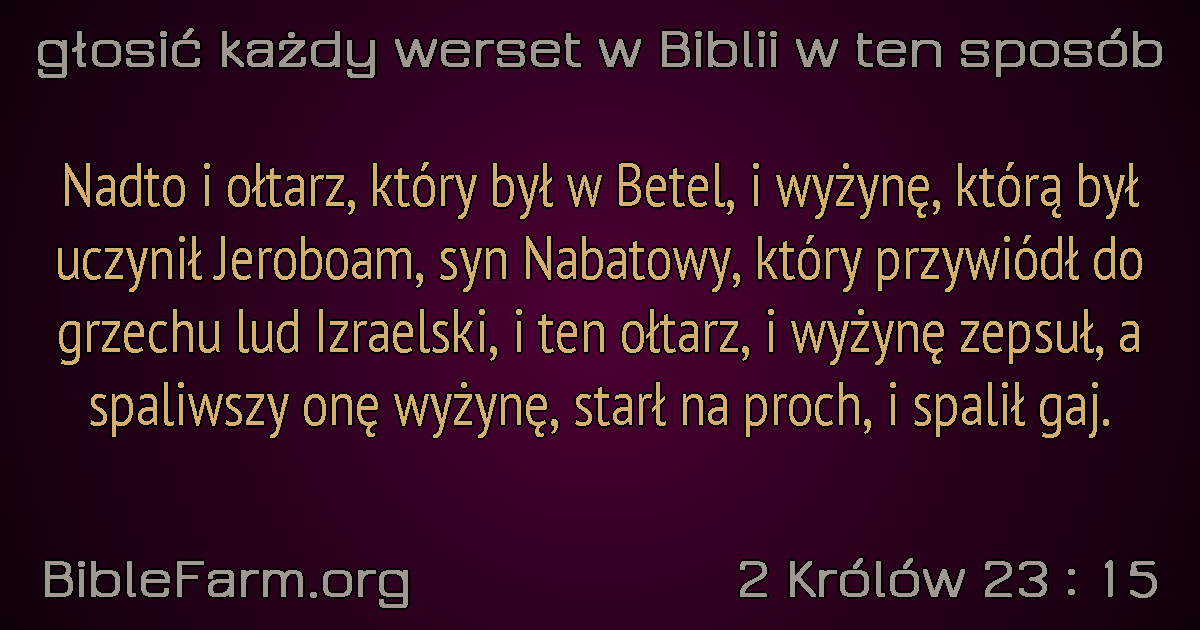 głosić każdy werset w Biblii w ten sposób
Nadto i ołtarz, który był w Betel, i wyżynę, którą był
uczynił Jeroboam, syn Nabatowy, który przywiódł do
grzechu lud Izraelski, i ten ołtarz, i wyżynę zepsuł, a
spaliwszy onę wyżynę, starł na proch, i spalił gaj.
BibleFarm.org
2 Królów 23 : 15